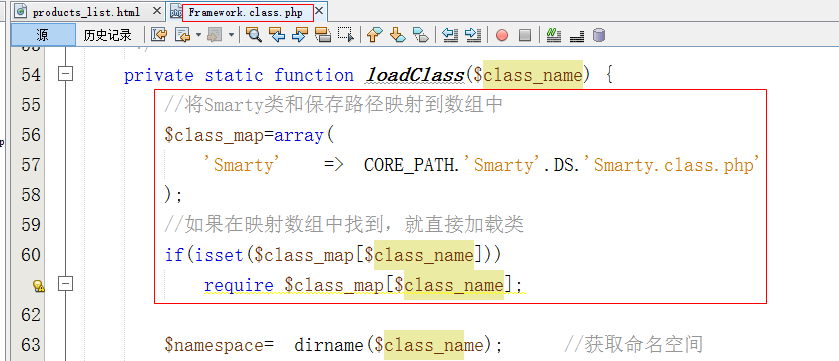 products_list.html
Framework.class.php
源 历史记录
54 private static function loadClass($class_name) {
55 //将Smarty类和保存路径映射到数组中
56 $class_map=array(
57 'Smarty' => CORE_PATH.'Smarty'.DS.'Smarty.class.php'
58 );
59 //如果在映射数组中找到，就直接加载类
60 if(isset($class_map[$class_name]))
require $class_map[$class_name];
62
63 $namespace= dirname($class_name); //获取命名空间